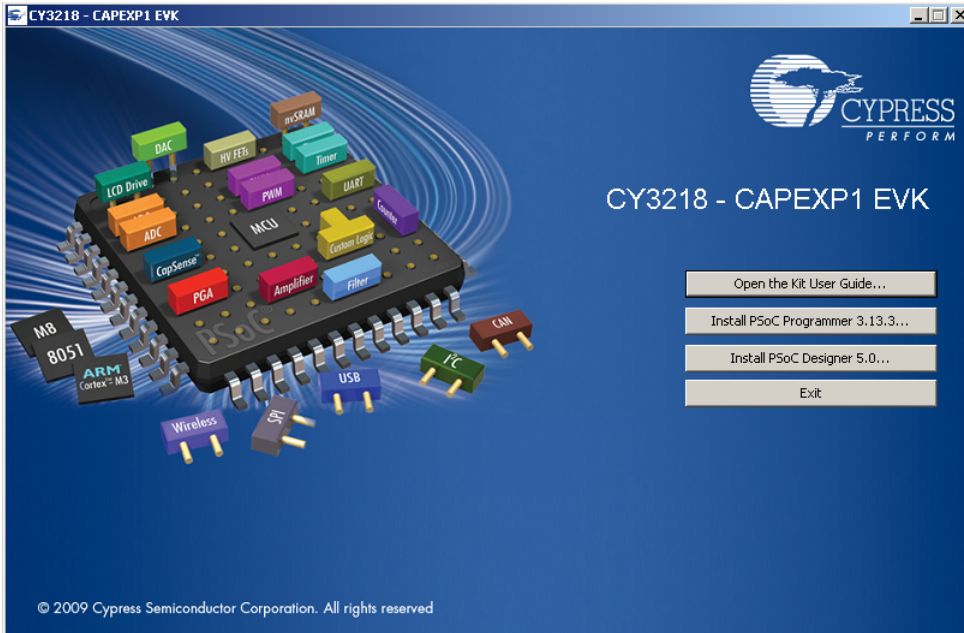 CY3218 - CAPEXP1 EVK
CYPRESS
PERFORM
CY3218 - CAPEXP1 EVK
Open the Kit User Guide...
Install PSoC Programmer 3.13.3...
Install PSoC Designer 5.0...
Exit
nvSRAM
DAC
HV FETs
Timer
LCD Drive
PWM
UART
Counter
ADC
MCU
Custom Logic
CapSense™
PGA
Amplifier
Filter
PSoC®
M8
8051
ARM
Cortex™-M3
CAN
I²C
USB
SPI
Wireless
© 2009 Cypress Semiconductor Corporation. All rights reserved